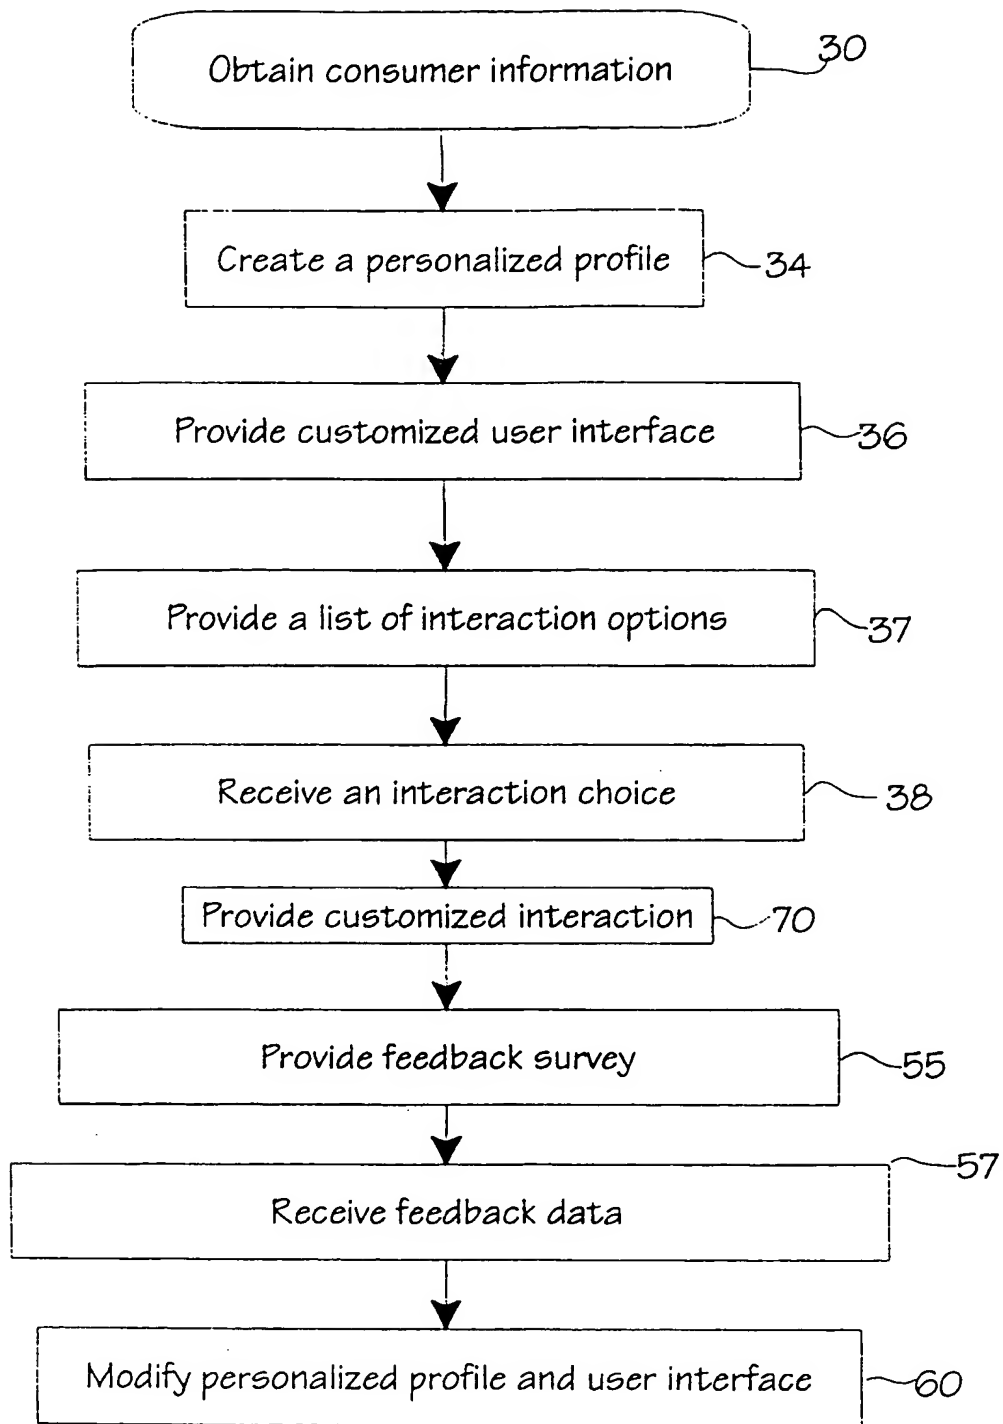 Obtain consumer information
30
Create a personalized profile
34
Provide customized user interface
36
Provide a list of interaction options
37
Receive an interaction choice
38
Provide customized interaction
70
Provide feedback survey
55
57
Receive feedback data
Modify personalized profile and user interface
60